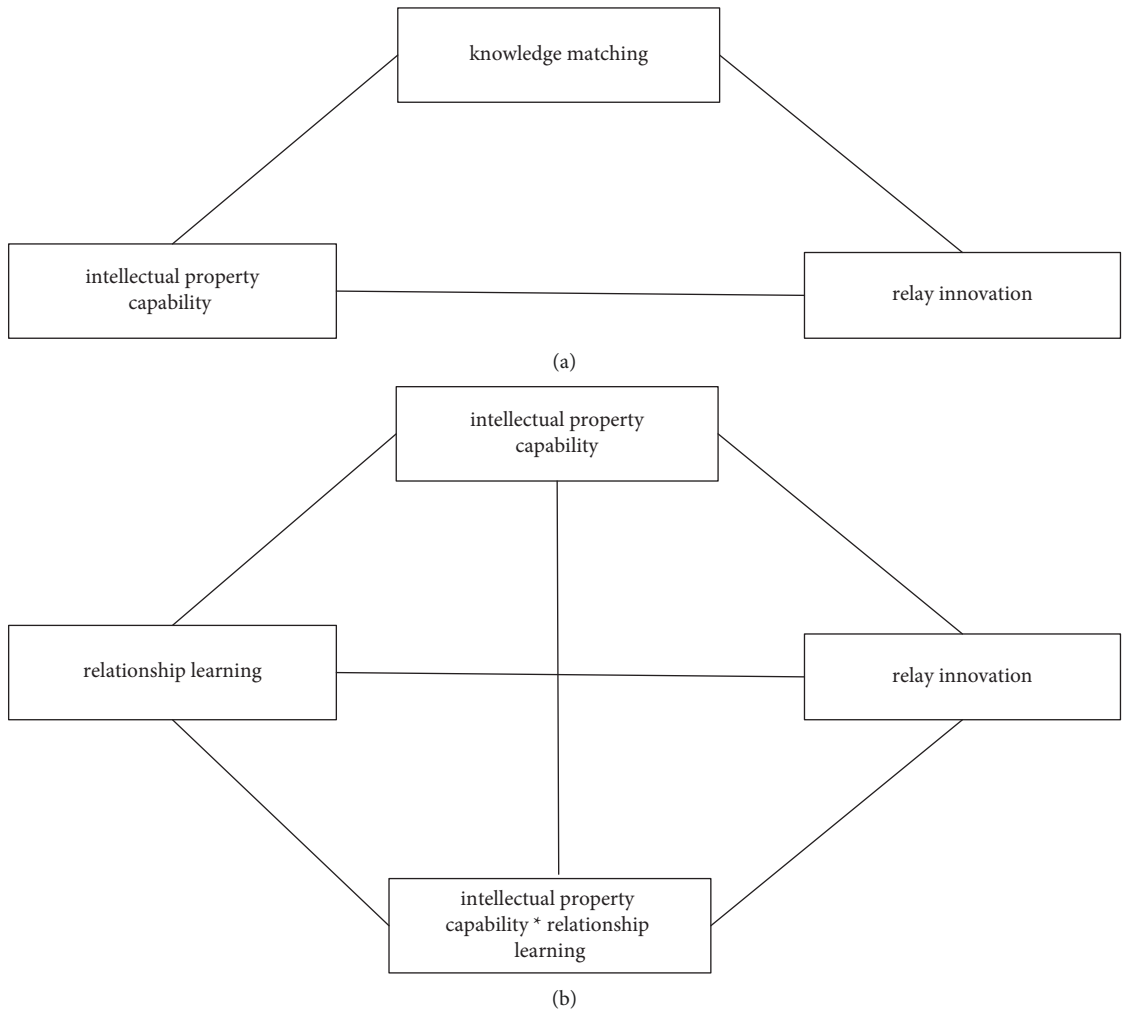 knowledge matching
intellectual property
capability
relay innovation
(a)
intellectual property
capability
relationship learning
relay innovation
intellectual property
capability * relationship
learning
(b)